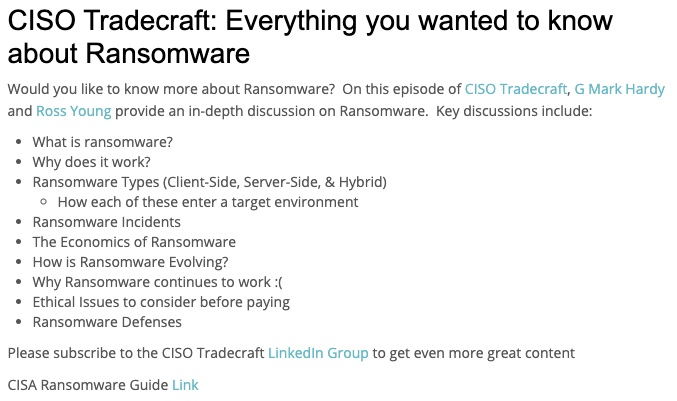 CISO Tradecraft: Everything you wanted to know
about Ransomware
Would you like to know more about Ransomware?  On this episode of CISO Tradecraft, G Mark Hardy
and Ross Young provide an in-depth discussion on Ransomware.  Key discussions include:
• What is ransomware?
• Why does it work?
• Ransomware Types (Client-Side, Server-Side, & Hybrid)
◦ How each of these enter a target environment
• Ransomware Incidents
• The Economics of Ransomware
• How is Ransomware Evolving?
• Why Ransomware continues to work :(
• Ethical Issues to consider before paying
• Ransomware Defenses
Please subscribe to the CISO Tradecraft LinkedIn Group to get even more great content
CISA Ransomware Guide Link